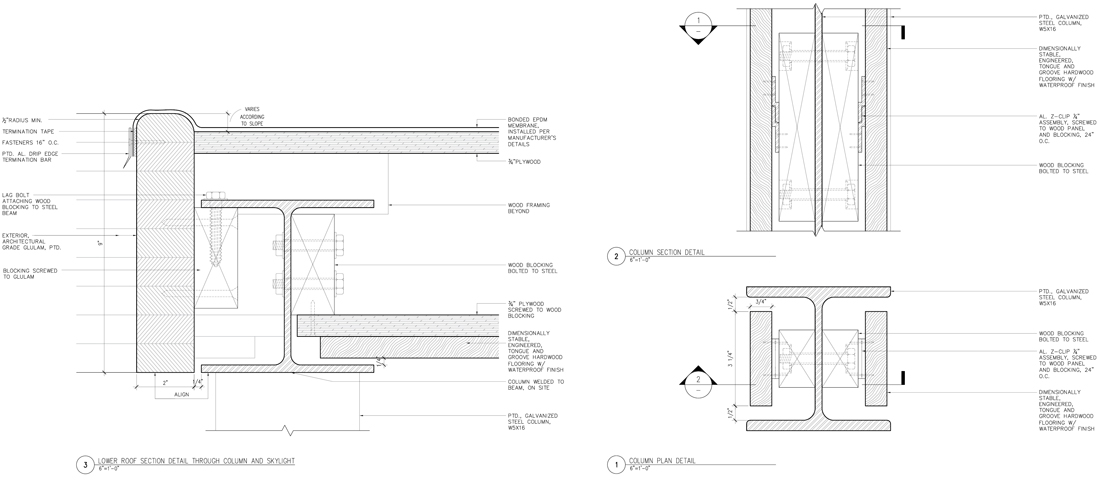 VARIES
ACCORDING
TO SLOPE
½"RADIUS MIN.
TERMINATION TAPE
FASTENERS 16" O.C.
PTD. AL. DRIP EDGE
TERMINATION BAR
LAG BOLT
ATTACHING WOOD
BLOCKING TO STEEL
BEAM
EXTERIOR,
ARCHITECTURAL
GRADE GLULAM, PTD.
BLOCKING SCREWED
TO GLULAM
9"
2"
1/4"
ALIGN
1/4"
BONDED EPDM
MEMBRANE,
INSTALLED PER
MANUFACTURER'S
DETAILS
¾"PLYWOOD
WOOD FRAMING
BEYOND
WOOD BLOCKING
BOLTED TO STEEL
¾" PLYWOOD
SCREWED TO WOOD
BLOCKING
DIMENSIONALLY
STABLE,
ENGINEERED,
TONGUE AND
GROOVE HARDWOOD
FLOORING W/
WATERPROOF FINISH
COLUMN WELDED TO
BEAM, ON SITE
PTD., GALVANIZED
STEEL COLUMN,
W5X16
3 LOWER ROOF SECTION DETAIL THROUGH COLUMN AND SKYLIGHT
6"=1'-0"
1
–
PTD., GALVANIZED
STEEL COLUMN,
W5X16
DIMENSIONALLY
STABLE,
ENGINEERED,
TONGUE AND
GROOVE HARDWOOD
FLOORING W/
WATERPROOF FINISH
AL. Z-CLIP ¼"
ASSEMBLY, SCREWED
TO WOOD PANEL
AND BLOCKING, 24"
O.C.
WOOD BLOCKING
BOLTED TO STEEL
2 COLUMN SECTION DETAIL
6"=1'-0"
1/2"
3/4"
3 1/4"
1/2"
2
–
PTD., GALVANIZED
STEEL COLUMN,
W5X16
WOOD BLOCKING
BOLTED TO STEEL
AL. Z-CLIP ¼"
ASSEMBLY, SCREWED
TO WOOD PANEL
AND BLOCKING, 24"
O.C.
DIMENSIONALLY
STABLE,
ENGINEERED,
TONGUE AND
GROOVE HARDWOOD
FLOORING W/
WATERPROOF FINISH
1 COLUMN PLAN DETAIL
6"=1'-0"